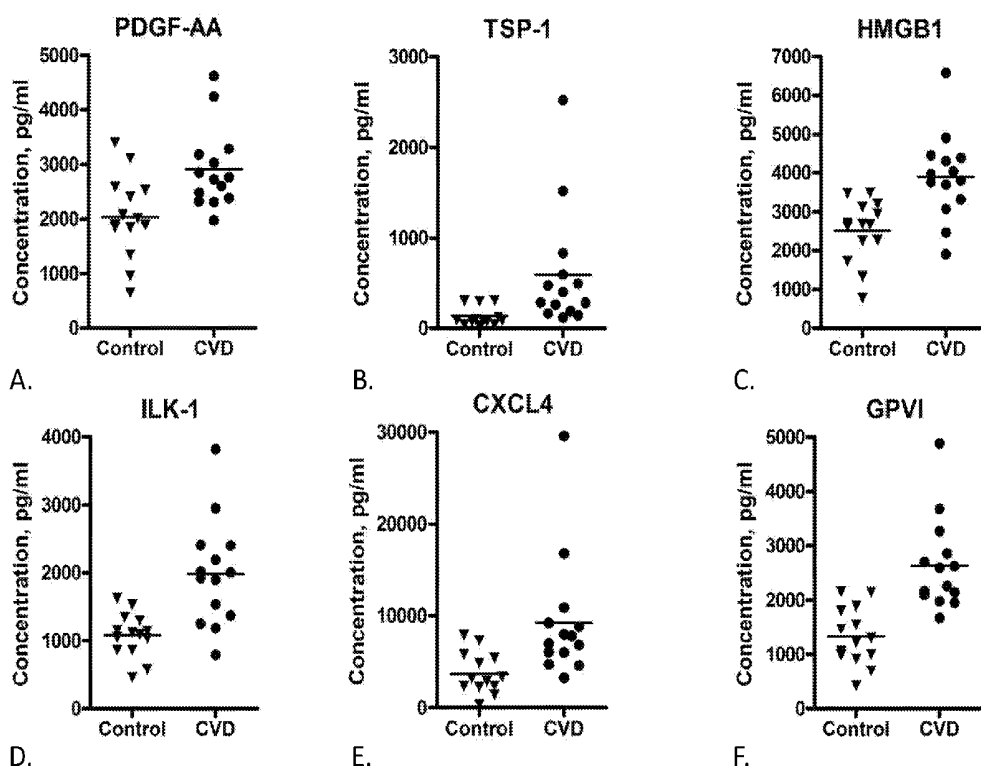 PDGF-AA
Concentration, pg/ml
5000
4000
3000
2000
1000
0
Control CVD
A.
TSP-1
Concentration, pg/ml
3000
2000
1000
0
Control CVD
B.
HMGB1
Concentration, pg/ml
7000
6000
5000
4000
3000
2000
1000
0
Control CVD
C.
ILK-1
Concentration, pg/ml
4000
3000
2000
1000
0
Control CVD
D.
CXCL4
Concentration, pg/ml
30000
20000
10000
0
Control CVD
E.
GPVI
Concentration, pg/ml
5000
4000
3000
2000
1000
0
Control CVD
F.